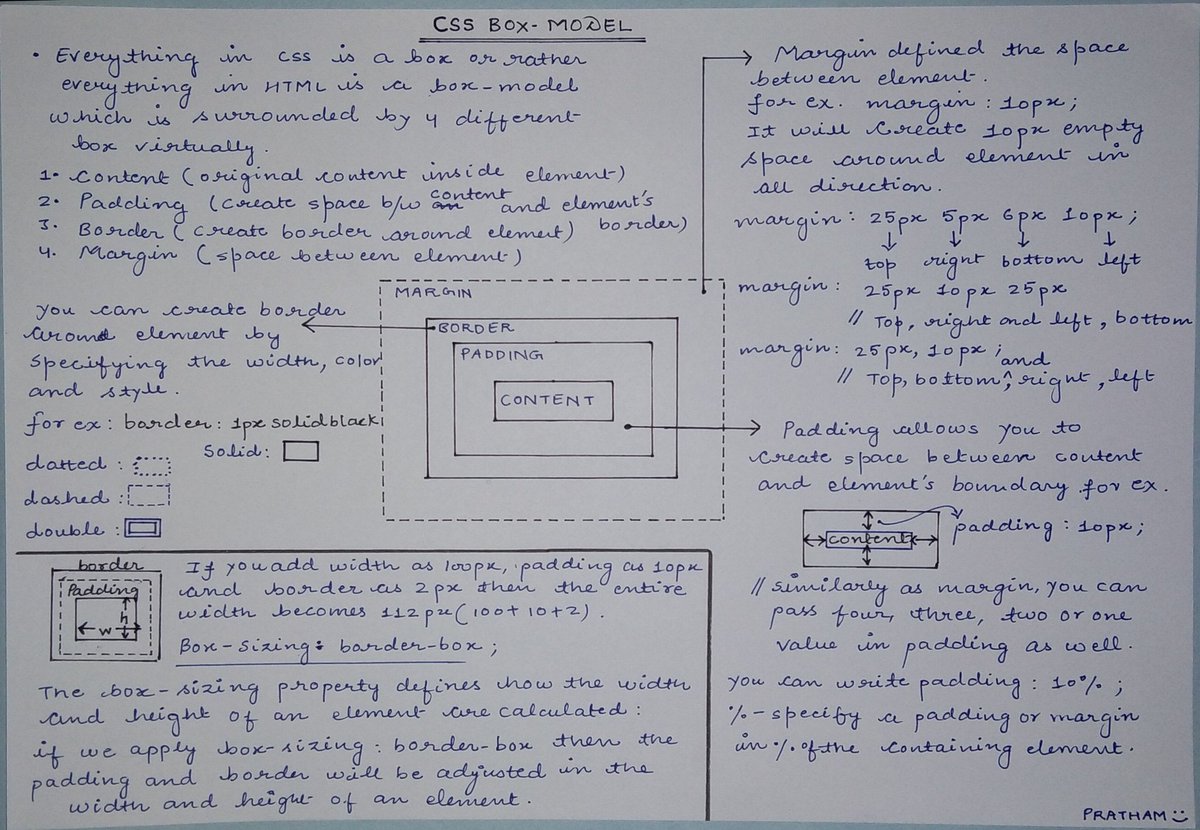 CSS BOX-MODEL
• Everything in CSS is a box or rather
everything in HTML is a box-model
which is surrounded by 4 different
box virtually.
1. Content (original content inside element)
2. Padding (create space b/w content and element's
border)
3. Border (create border around element)
4. Margin (space between element)
you can create border
around element by
specifying the width, color
and style.
for ex: border: 1px solid black
Solid:
datted :
dashed :
double :
MARGIN
BORDER
PADDING
CONTENT
Margin defined the space
between element.
for ex. margin: 10px;
It will create 10px empty
space around element in
all direction.
margin: 25px 5px 6px 10px;
top right bottom left
margin: 25px 10px 25px
// Top, right and left, bottom
margin: 25px, 10px;
// Top, bottom, and right, left
Padding allows you to
create space between content
and element's boundary. for ex.
content
padding: 10px;
// similarly as margin, you can
pass four, three, two or one
value in padding as well.
you can write padding: 10%;
%-specify a padding or margin
in % of the containing element.
border
Padding
h
w
If you add width as 100px, padding as 10px
and border as 2px then the entire
width becomes 112px (100+10+2).
Box-Sizing: border-box;
The box-sizing property defines how the width
and height of an element are calculated:
if we apply box-sizing: border-box then the
padding and border will be adjusted in the
width and height of an element.
PRATHAM